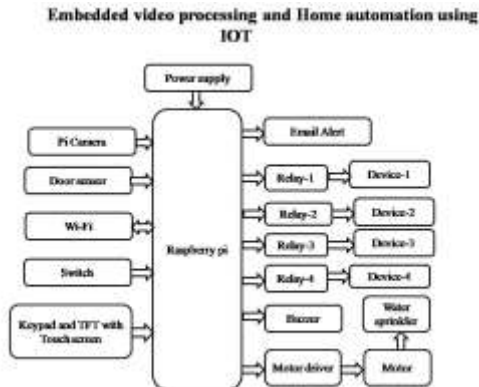 Embedded video processing and Home automation using
IOT
Power supply
Pi Camera
Door sensor
Wi-Fi
Switch
Keypad and TFT with
Touch screen
Raspberry pi
Email Alert
Relay-1
Device-1
Relay-2
Device-2
Relay-3
Device-3
Relay-4
Device-4
Buzzer
Water
sprinkler
Motor driver
Motor